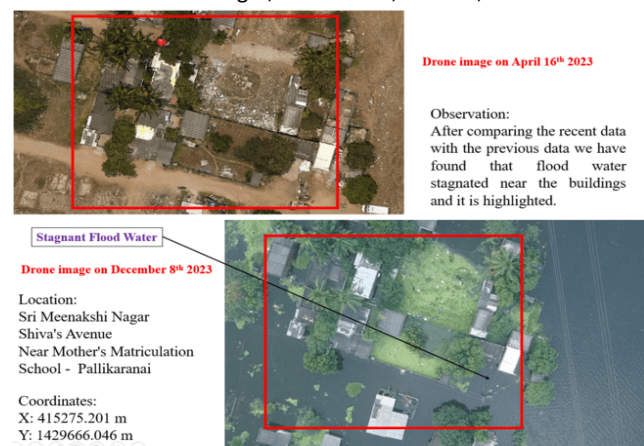 Drone image on April 16th 2023
Observation:
After comparing the recent data
with the previous data we have
found that flood water
stagnated near the buildings
and it is highlighted.
Stagnant Flood Water
Drone image on December 8th 2023
Location:
Sri Meenakshi Nagar
Shiva's Avenue
Near Mother's Matriculation
School - Pallikaranai
Coordinates:
X: 415275.201 m
Y: 1429666.046 m